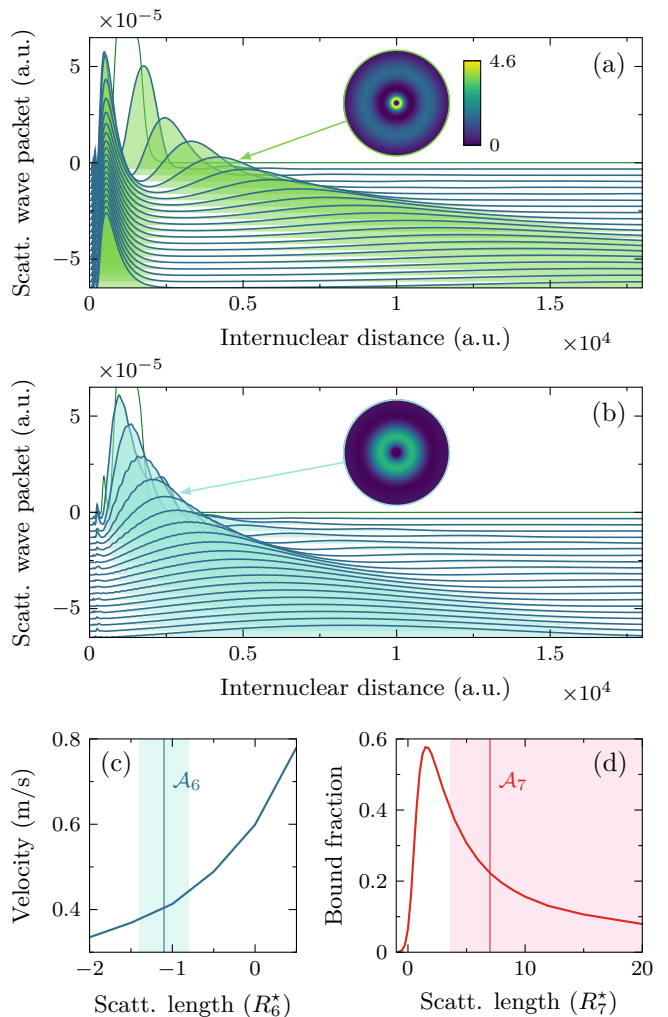 ×10⁻⁵
(a)
4.6
0
5
0
−5
Scatt. wave packet (a.u.)
0
0.5
1
1.5
Internuclear distance (a.u.)
×10⁴
×10⁻⁵
(b)
5
0
−5
Scatt. wave packet (a.u.)
0
0.5
1
1.5
Internuclear distance (a.u.)
×10⁴
(c)
𝒜₆
0.8
0.6
0.4
Velocity (m/s)
−2
−1
0
Scatt. length (R₆⋆)
(d)
𝒜₇
0.6
0.4
0.2
0
Bound fraction
0
10
20
Scatt. length (R₇⋆)